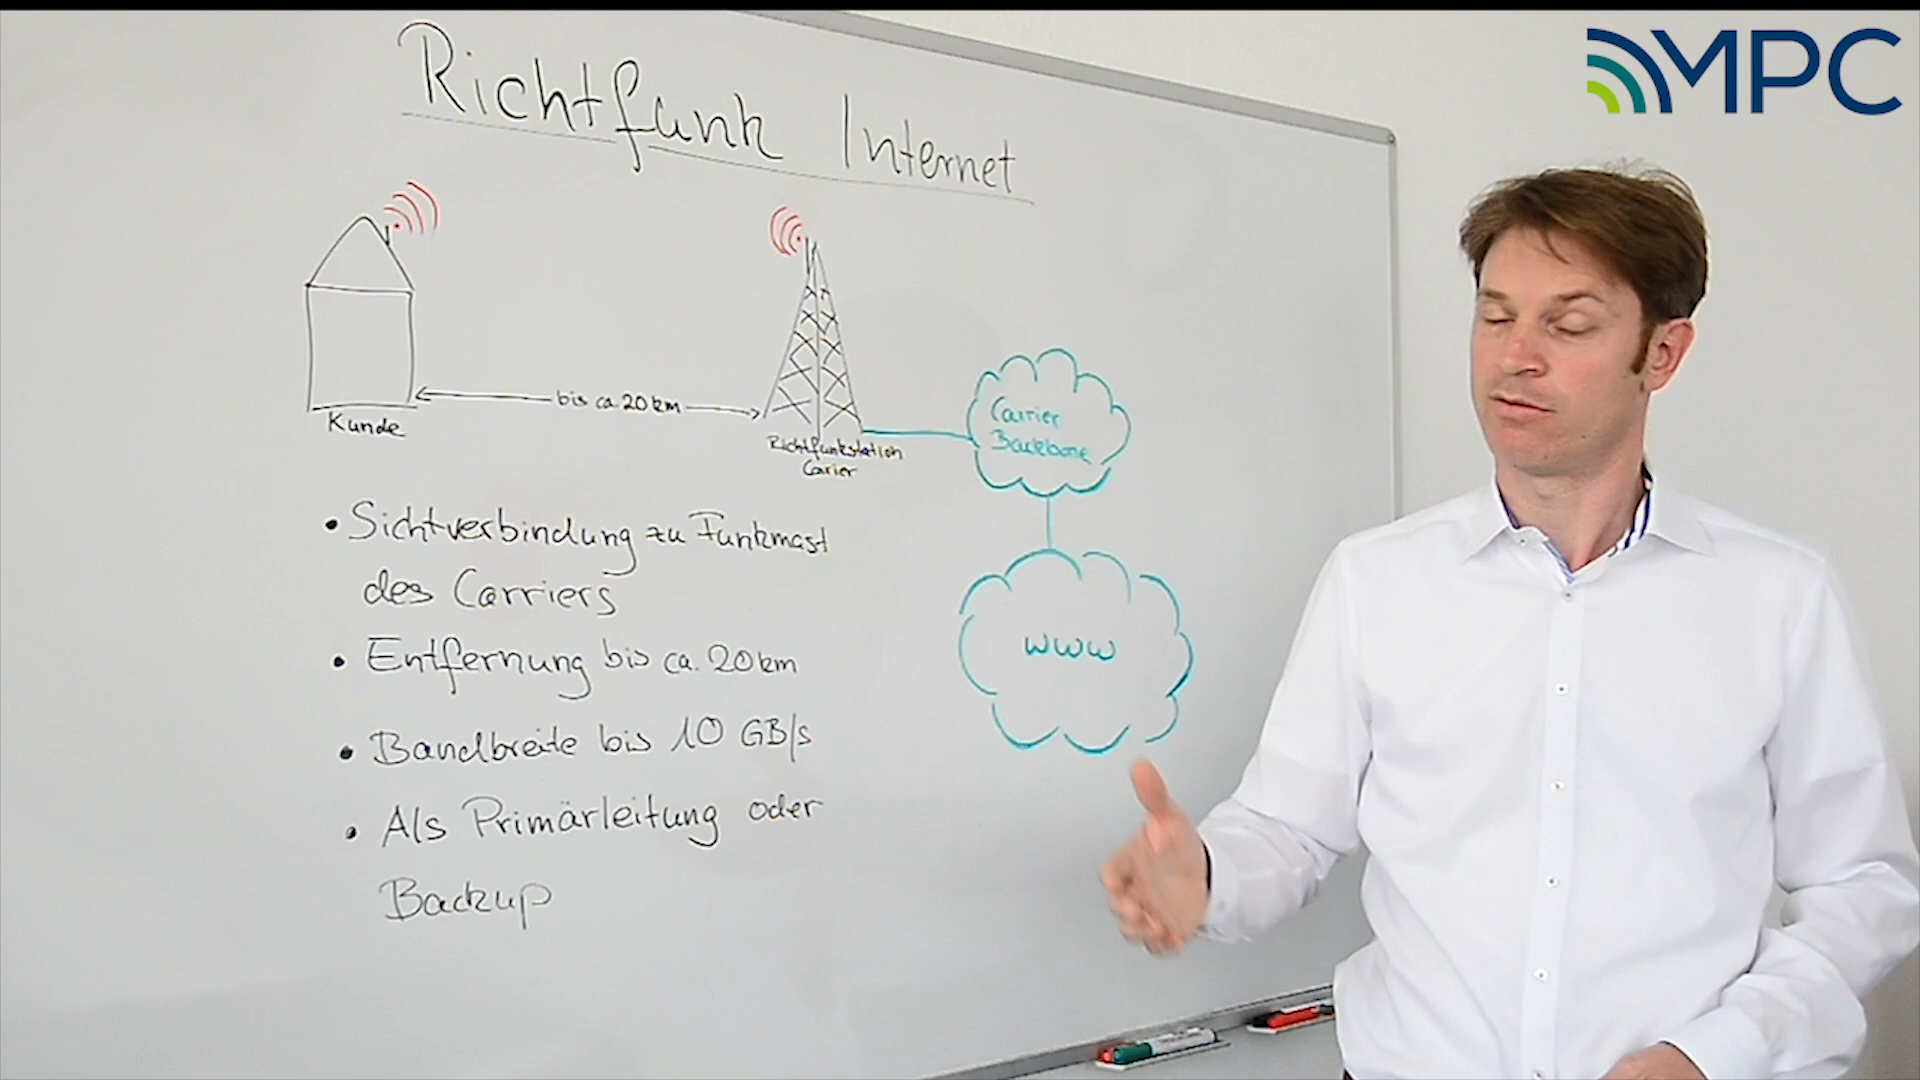 MPC
Richtfunk Internet
bis ca. 20 km
Kunde
Richtfunkstation
Carier
Carrier
Backbone
www
• Sichtverbindung zu Funkmast
des Carriers
• Entfernung bis ca. 20 km
• Bandbreite bis 10 GB/s
• Als Primärleitung oder
Backup